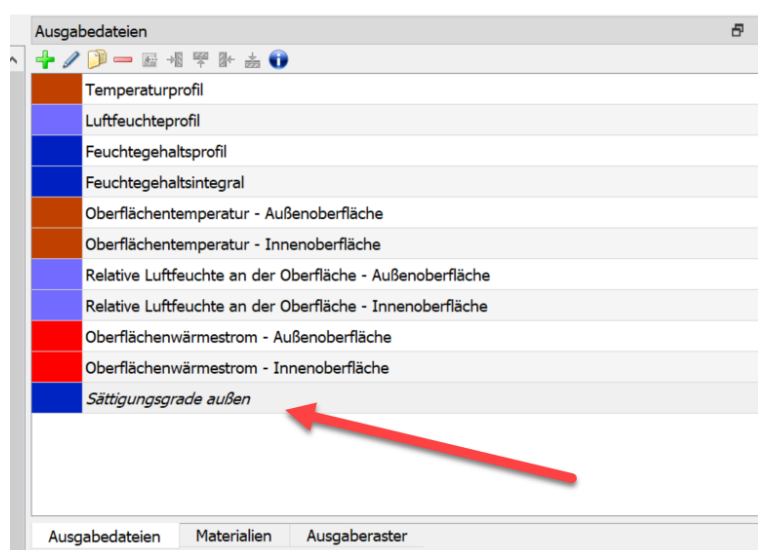 Ausgabedateien
Temperaturprofil
Luftfeuchteprofil
Feuchtegehaltsprofil
Feuchtegehaltsintegral
Oberflächentemperatur - Außenoberfläche
Oberflächentemperatur - Innenoberfläche
Relative Luftfeuchte an der Oberfläche - Außenoberfläche
Relative Luftfeuchte an der Oberfläche - Innenoberfläche
Oberflächenwärmestrom - Außenoberfläche
Oberflächenwärmestrom - Innenoberfläche
Sättigungsgrade außen
Ausgabedateien Materialien Ausgaberaster